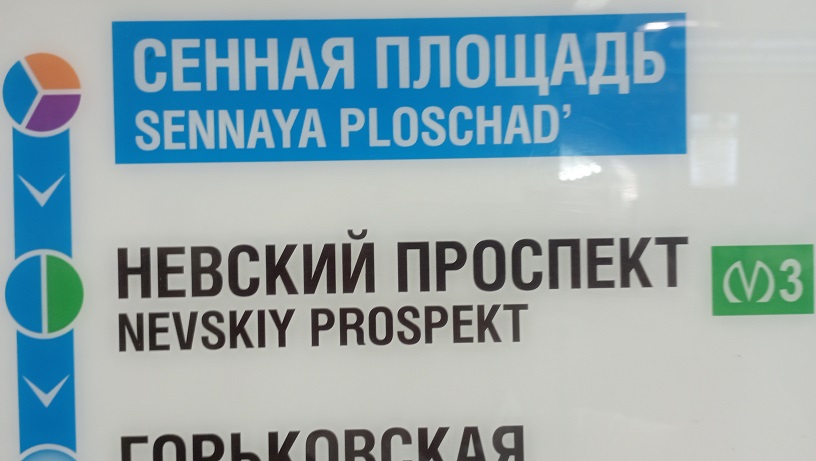 СЕННАЯ ПЛОЩАДЬ
SENNAYA PLOSCHAD’
НЕВСКИЙ ПРОСПЕКТ
3
NEVSKIY PROSPEKT
ГОРЬКОВСКАЯ